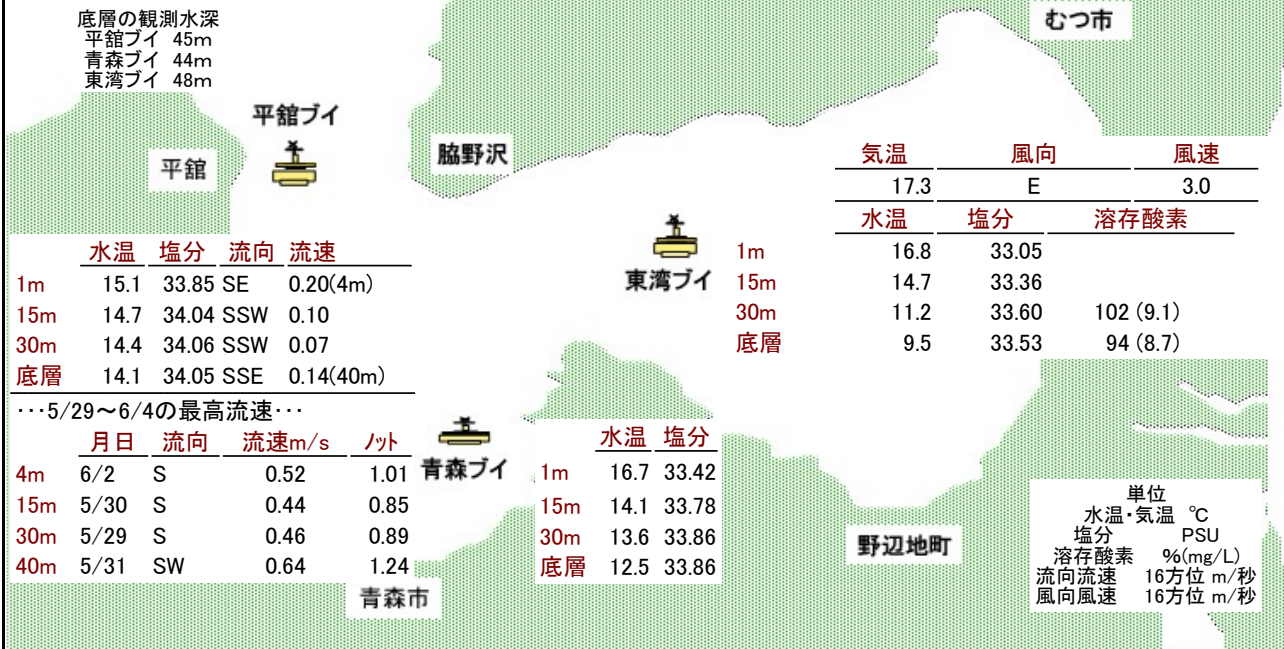 底層の観測水深
平舘ブイ 45m
青森ブイ 44m
東湾ブイ 48m
むつ市
平舘ブイ
平舘
脇野沢
気温 風向 風速
17.3 E 3.0
水温 塩分 溶存酸素
1m 16.8 33.05
15m 14.7 33.36
30m 11.2 33.60 102 (9.1)
底層 9.5 33.53 94 (8.7)
東湾ブイ
水温 塩分 流向 流速
1m 15.1 33.85 SE 0.20(4m)
15m 14.7 34.04 SSW 0.10
30m 14.4 34.06 SSW 0.07
底層 14.1 34.05 SSE 0.14(40m)
･･･5/29～6/4の最高流速･･･
月日 流向 流速m/s ﾉｯﾄ
4m 6/2 S 0.52 1.01
15m 5/30 S 0.44 0.85
30m 5/29 S 0.46 0.89
40m 5/31 SW 0.64 1.24
青森ブイ
水温 塩分
1m 16.7 33.42
15m 14.1 33.78
30m 13.6 33.86
底層 12.5 33.86
青森市
野辺地町
単位
水温･気温 ℃
塩分 PSU
溶存酸素 %(mg/L)
流向流速 16方位 m/秒
風向風速 16方位 m/秒